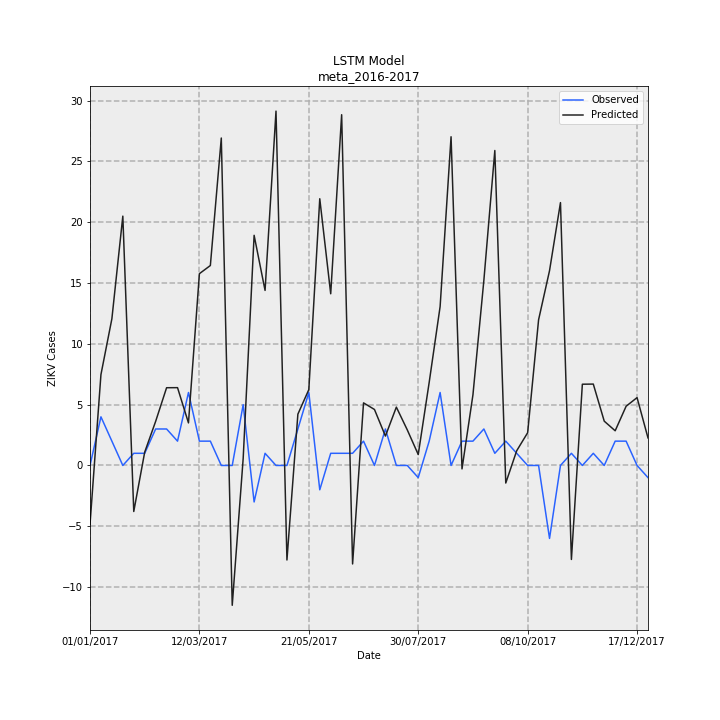 LSTM Model
meta_2016-2017
Observed
Predicted
30
25
20
15
10
5
0
−5
−10
ZIKV Cases
01/01/2017
12/03/2017
21/05/2017
30/07/2017
08/10/2017
17/12/2017
Date